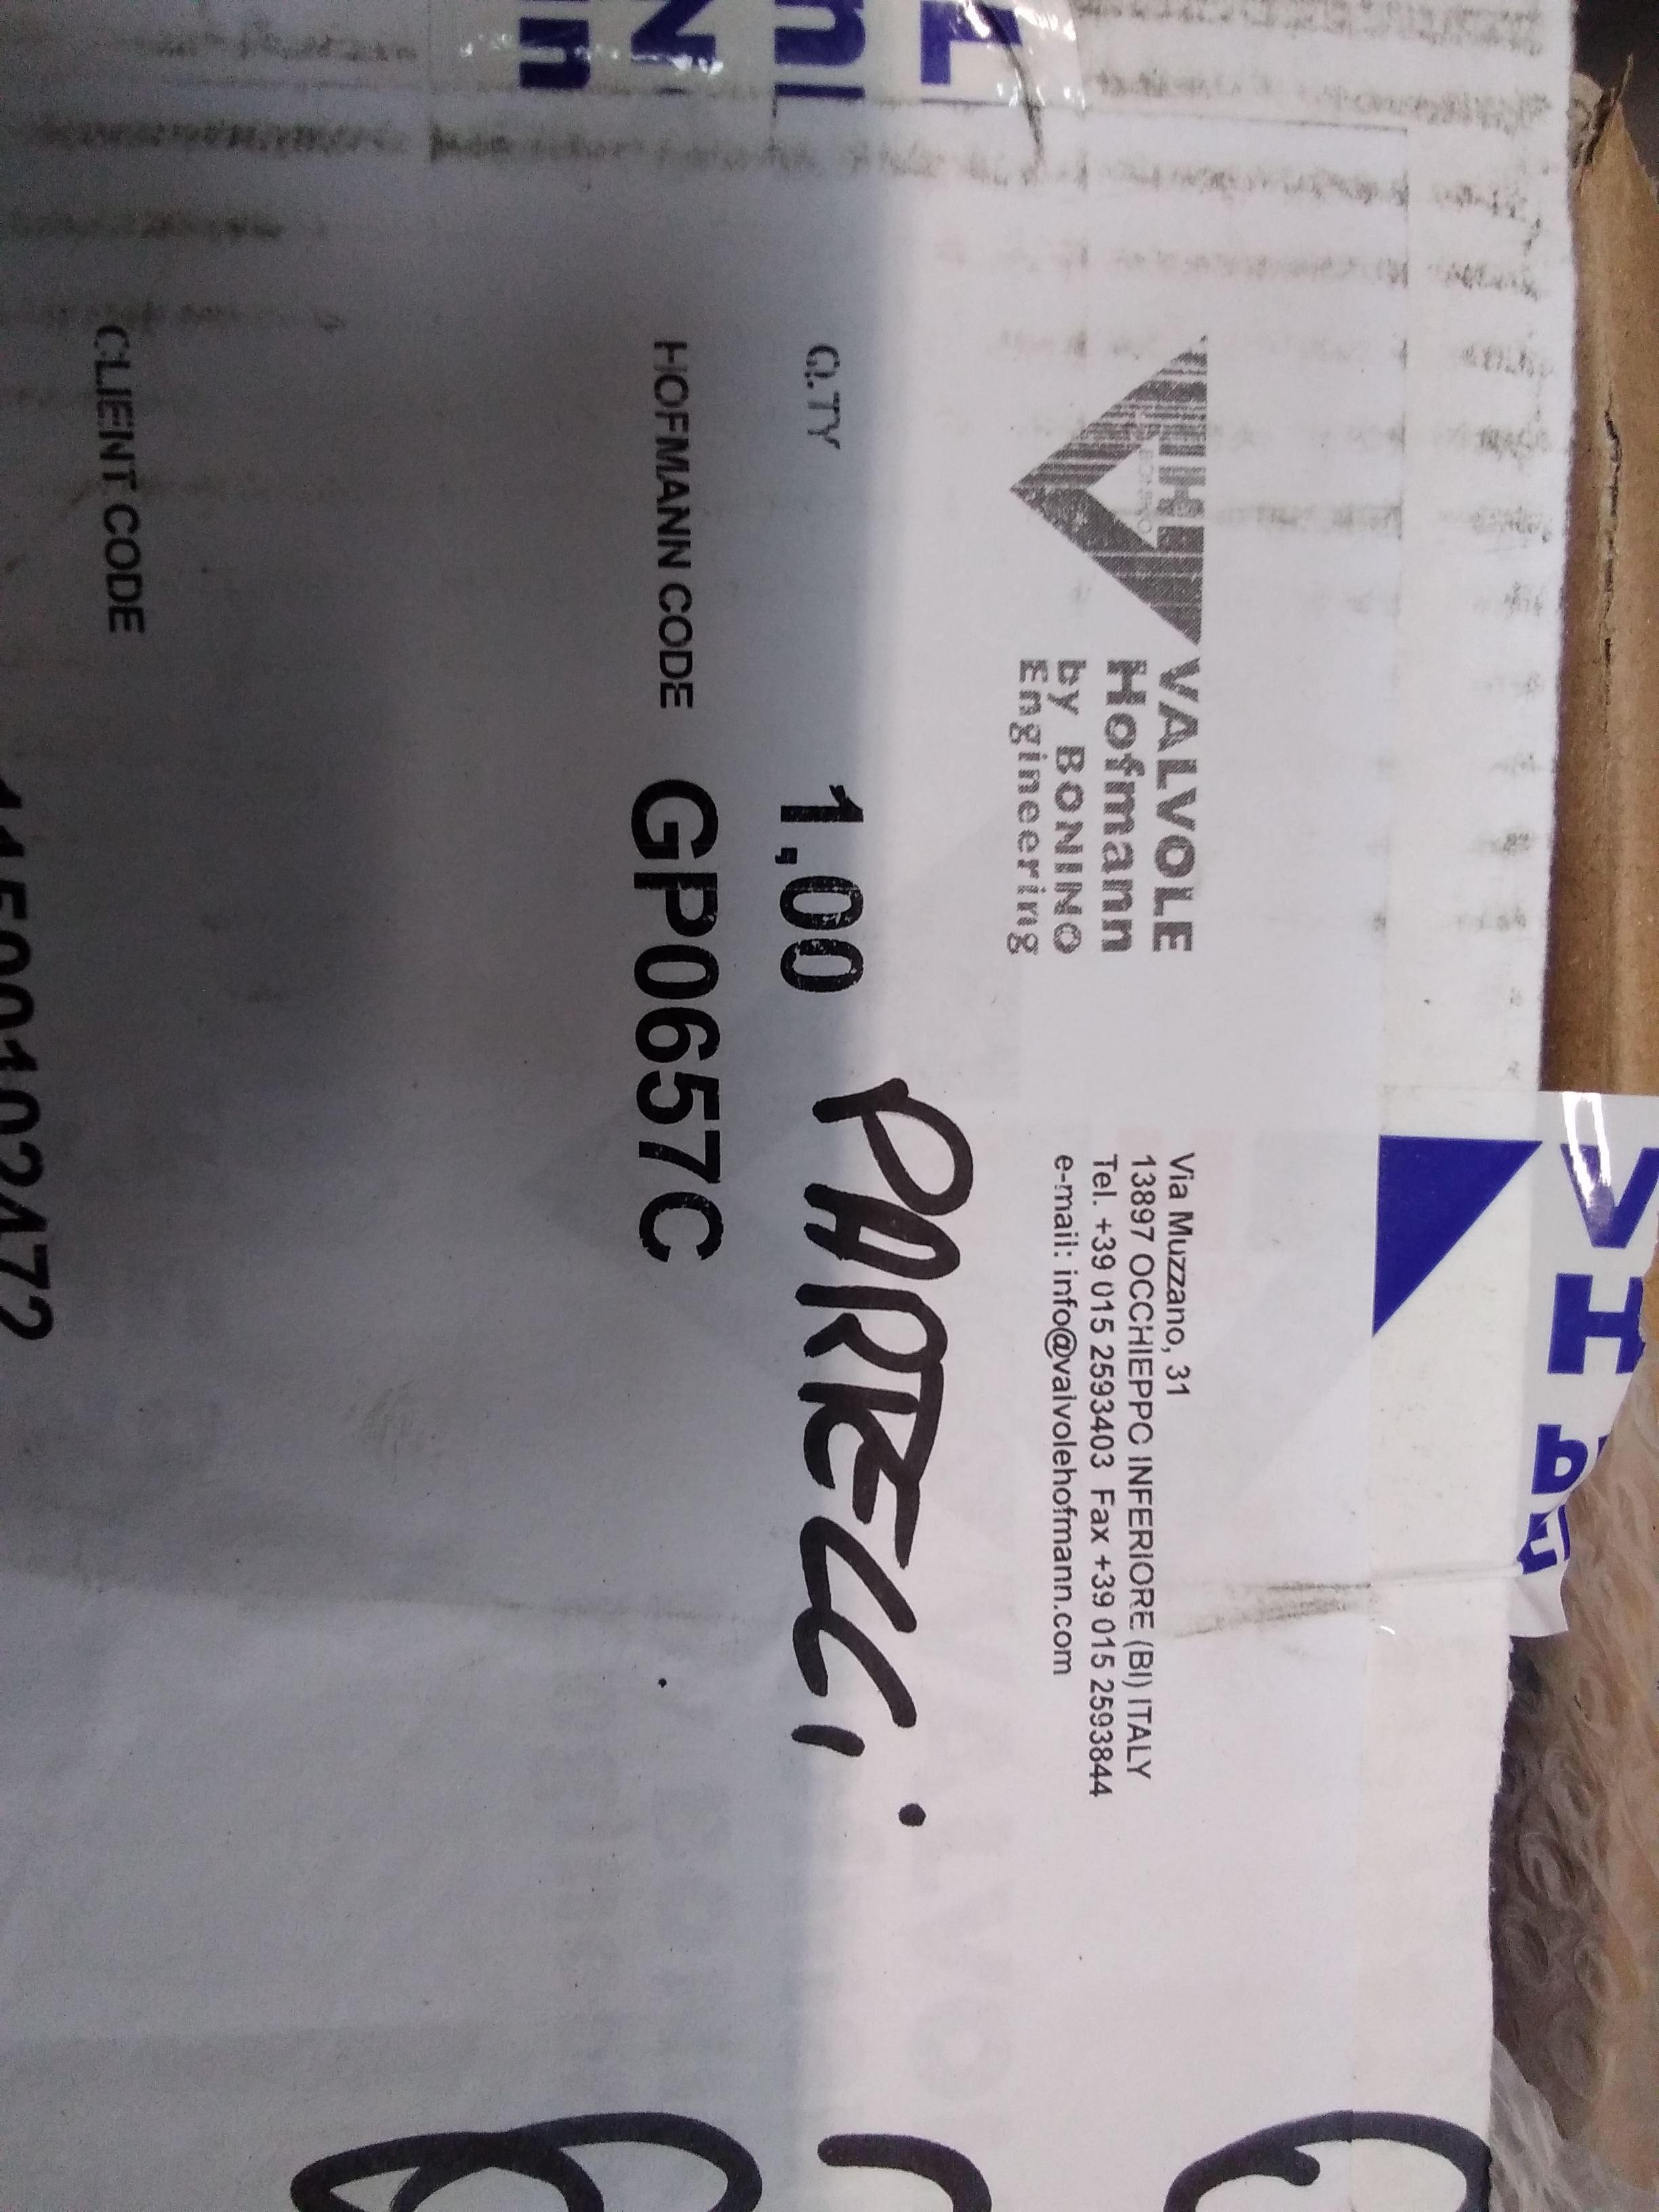 VALVOLE
Hofmann
by BONINO
Engineering
Via Muzzano, 31
13897 OCCHIEPPO INFERIORE (BI) ITALY
Tel. +39 015 2593403 Fax +39 015 2593844
e-mail: info@valvolehofmann.com
Q.TY 1,00
HOFMANN CODE GP0657C
CLIENT CODE